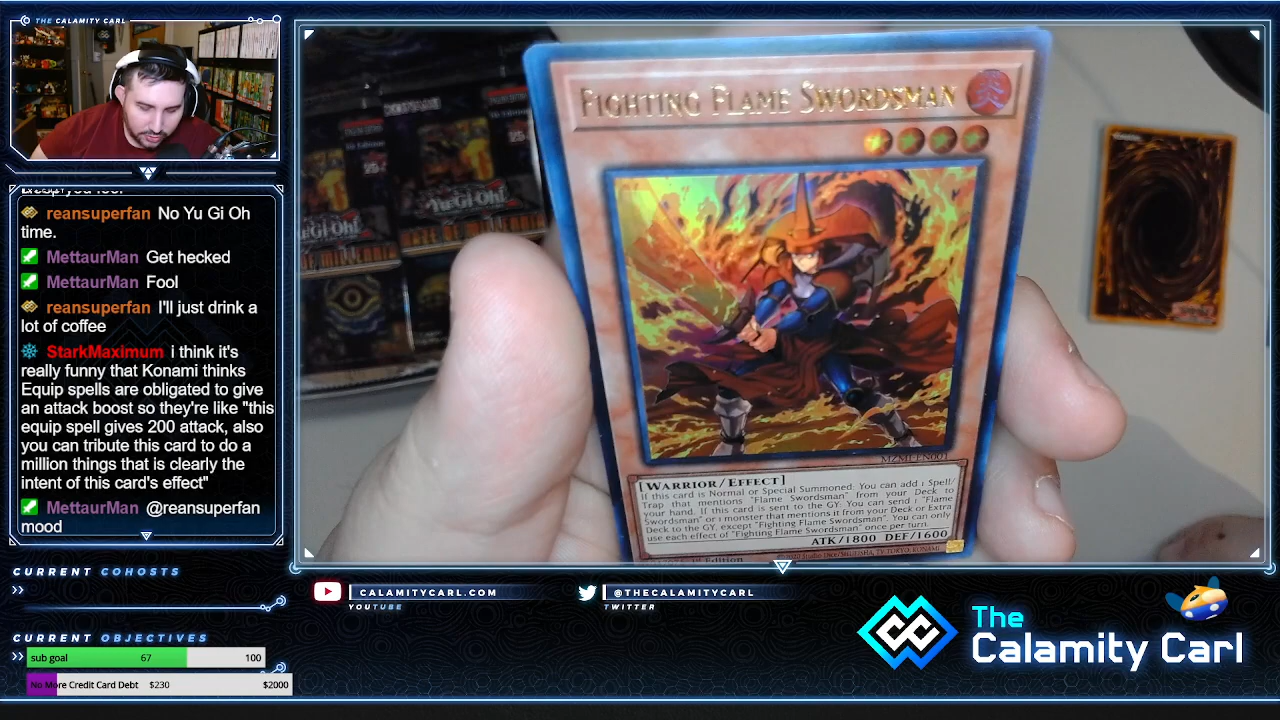 THE CALAMITY CARL
reansuperfan No Yu Gi Oh
time.
MettaurMan Get hecked
MettaurMan Fool
reansuperfan I'll just drink a
lot of coffee
StarkMaximum i think it's
really funny that Konami thinks
Equip spells are obligated to give
an attack boost so they're like "this
equip spell gives 200 attack, also
you can tribute this card to do a
million things that is clearly the
intent of this card's effect"
MettaurMan @reansuperfan
mood
CURRENT COHOSTS
CURRENT OBJECTIVES
sub goal 67 100
No More Credit Card Debt $230 $2000
FIGHTING FLAME SWORDSMAN
炎
MZMI-EN001
[WARRIOR/EFFECT]
If this card is Normal or Special Summoned: You can add 1 Spell/
Trap that mentions "Flame Swordsman" from your Deck to
your hand. If this card is sent to the GY: You can send 1 "Flame
Swordsman" or 1 monster that mentions it from your Deck or Extra
Deck to the GY, except "Fighting Flame Swordsman". You can only
use each effect of "Fighting Flame Swordsman" once per turn.
ATK/1800 DEF/1600
Yu-Gi-Oh!
CALAMITYCARL.COM
YOUTUBE
@THECALAMITYCARL
TWITTER
The
Calamity Carl